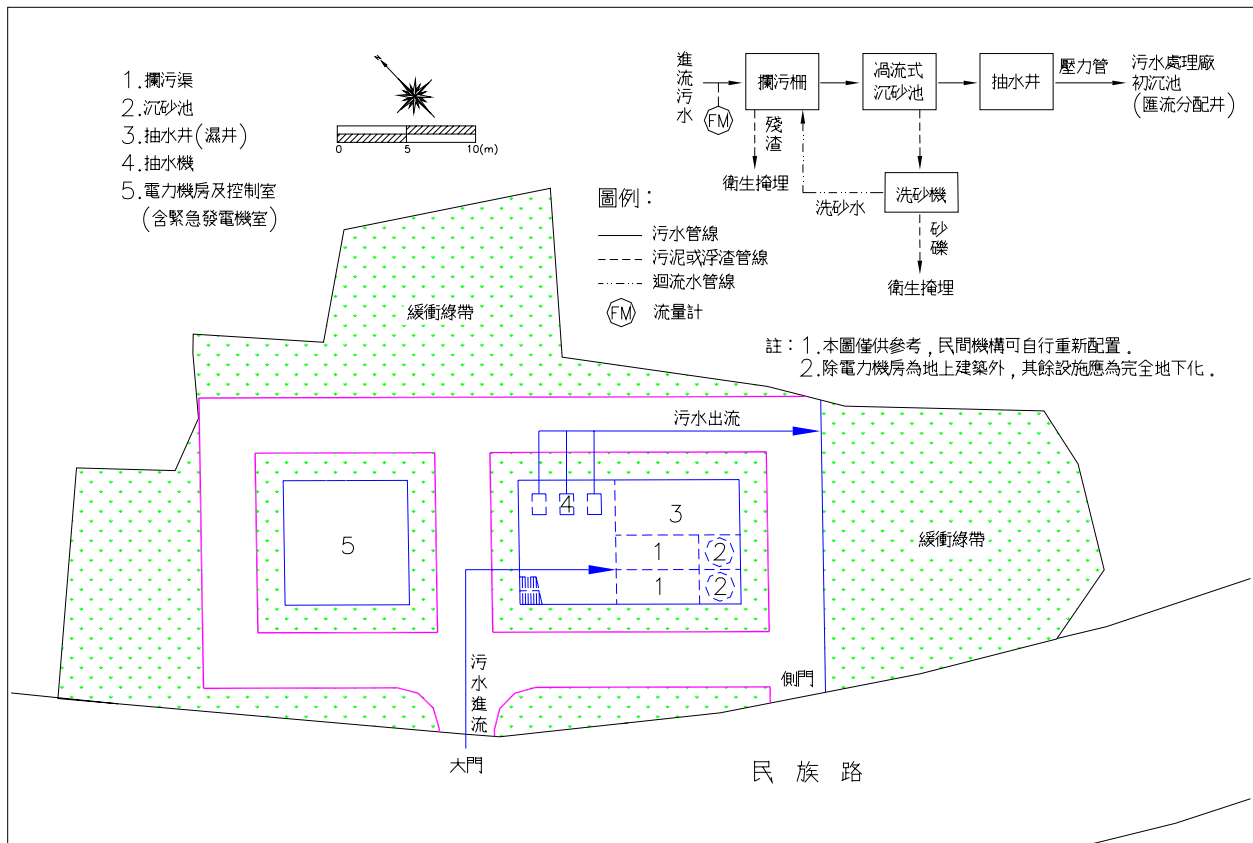 1.攔污渠
2.沉砂池
3.抽水井(濕井)
4.抽水機
5.電力機房及控制室
(含緊急發電機室)
N
0 5 10(m)
進流污水
FM
攔污柵
渦流式
沉砂池
抽水井
壓力管
污水處理廠
初沉池
(匯流分配井)
殘渣
衛生掩埋
洗砂水
洗砂機
砂礫
衛生掩埋
圖例：
污水管線
污泥或浮渣管線
迴流水管線
FM 流量計
註：1.本圖僅供參考，民間機構可自行重新配置。
2.除電力機房為地上建築外，其餘設施應為完全地下化。
緩衝綠帶
污水出流
5
4
3
1
2
1
2
緩衝綠帶
污水進流
側門
大門
民族路